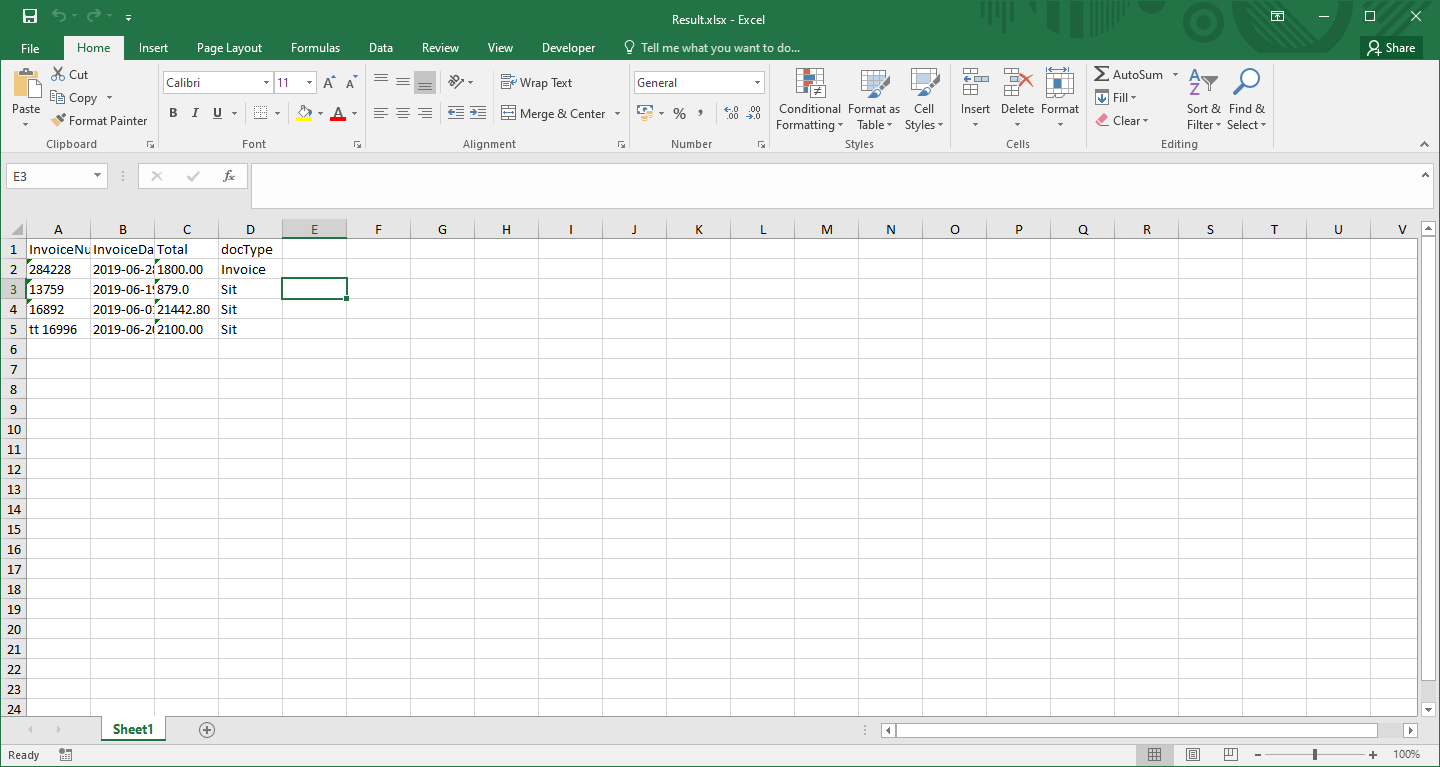 Result.xlsx - Excel
File Home Insert Page Layout Formulas Data Review View Developer Tell me what you want to do... Share
Paste Cut Copy Format Painter Clipboard
Calibri 11 A A B I U A Font
Wrap Text Merge & Center Alignment
General % , .00 .00 Number
Conditional Formatting Format as Table Cell Styles Styles
Insert Delete Format Cells
AutoSum Fill Clear Sort & Filter Find & Select Editing
E3 fx
A B C D E F G H I J K L M N O P Q R S T U V
1 InvoiceNu InvoiceDa Total docType
2 284228 2019-06-28 1800.00 Invoice
3 13759 2019-06-19 879.0 Sit
4 16892 2019-06-0 21442.80 Sit
5 tt 16996 2019-06-20 2100.00 Sit
6
7
8
9
10
11
12
13
14
15
16
17
18
19
20
21
22
23
24
Sheet1
Ready 100%